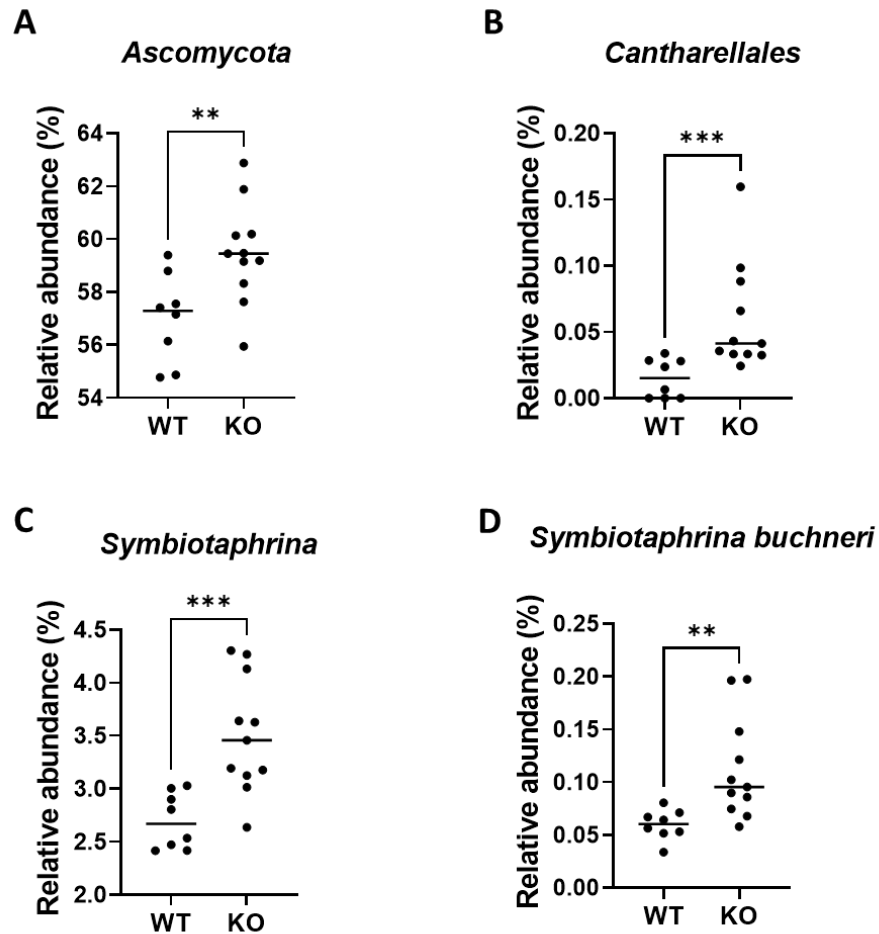 A
Ascomycota
Relative abundance (%)
**
64
62
60
58
56
54
WT KO
B
Cantharellales
Relative abundance (%)
***
0.20
0.15
0.10
0.05
0.00
WT KO
C
Symbiotaphrina
Relative abundance (%)
***
4.5
4.0
3.5
3.0
2.5
2.0
WT KO
D
Symbiotaphrina buchneri
Relative abundance (%)
**
0.25
0.20
0.15
0.10
0.05
0.00
WT KO